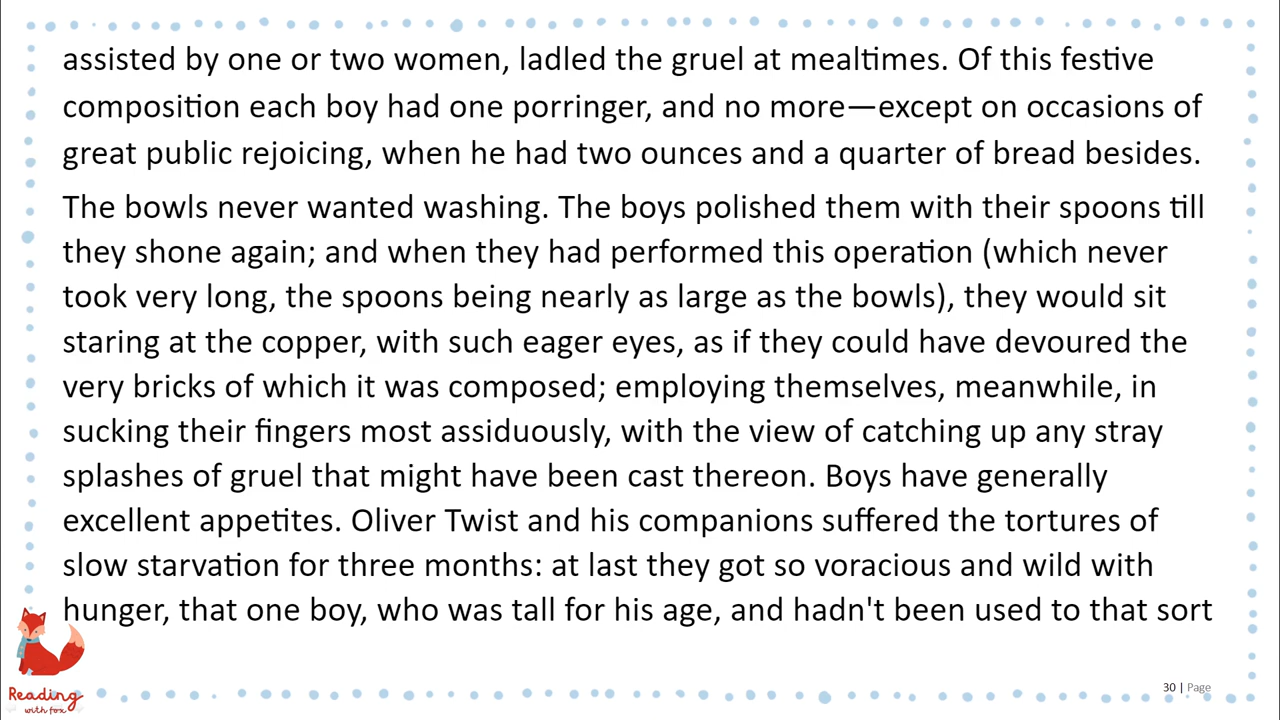 assisted by one or two women, ladled the gruel at mealtimes. Of this festive
composition each boy had one porringer, and no more—except on occasions of
great public rejoicing, when he had two ounces and a quarter of bread besides.
The bowls never wanted washing. The boys polished them with their spoons till
they shone again; and when they had performed this operation (which never
took very long, the spoons being nearly as large as the bowls), they would sit
staring at the copper, with such eager eyes, as if they could have devoured the
very bricks of which it was composed; employing themselves, meanwhile, in
sucking their fingers most assiduously, with the view of catching up any stray
splashes of gruel that might have been cast thereon. Boys have generally
excellent appetites. Oliver Twist and his companions suffered the tortures of
slow starvation for three months: at last they got so voracious and wild with
hunger, that one boy, who was tall for his age, and hadn't been used to that sort
30 | Page
Reading
with fox